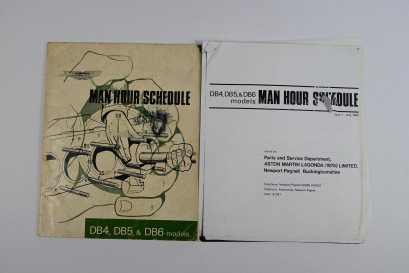 MAN HOUR SCHEDULE
DB4, DB5, & DB6 models
DB4, DB5, & DB6
models
MAN HOUR SCHEDULE
Parts and Service Department,
ASTON MARTIN LAGONDA (1975) LIMITED,
Newport Pagnell Buckinghamshire